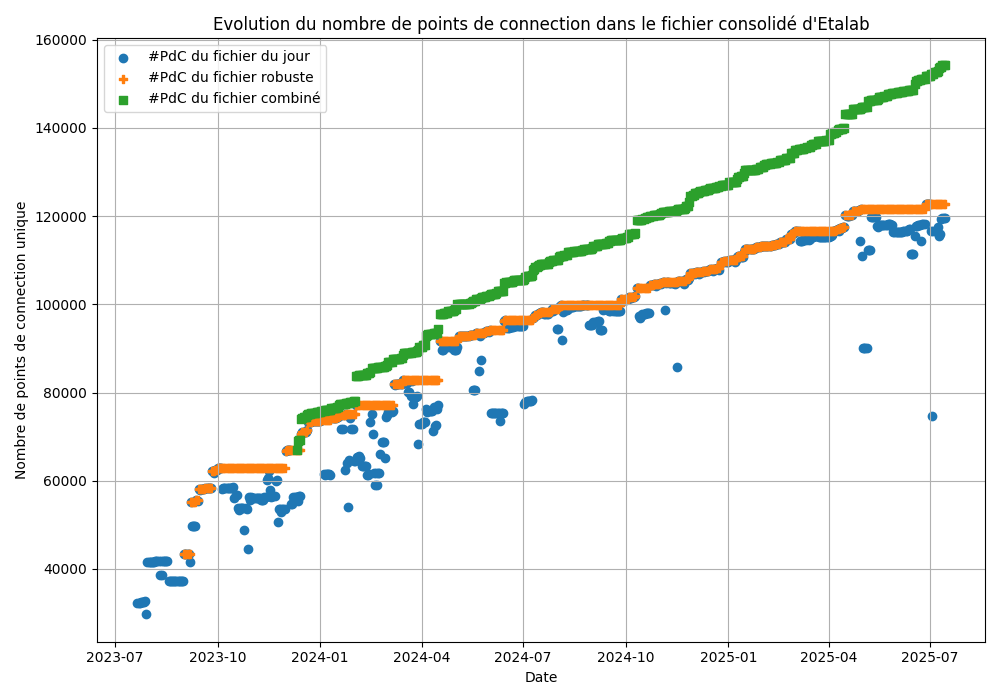 Evolution du nombre de points de connection dans le fichier consolidé d'Etalab
#PdC du fichier du jour
#PdC du fichier robuste
#PdC du fichier combiné
Nombre de points de connection unique
160000
140000
120000
100000
80000
60000
40000
2023-07
2023-10
2024-01
2024-04
2024-07
2024-10
2025-01
2025-04
2025-07
Date